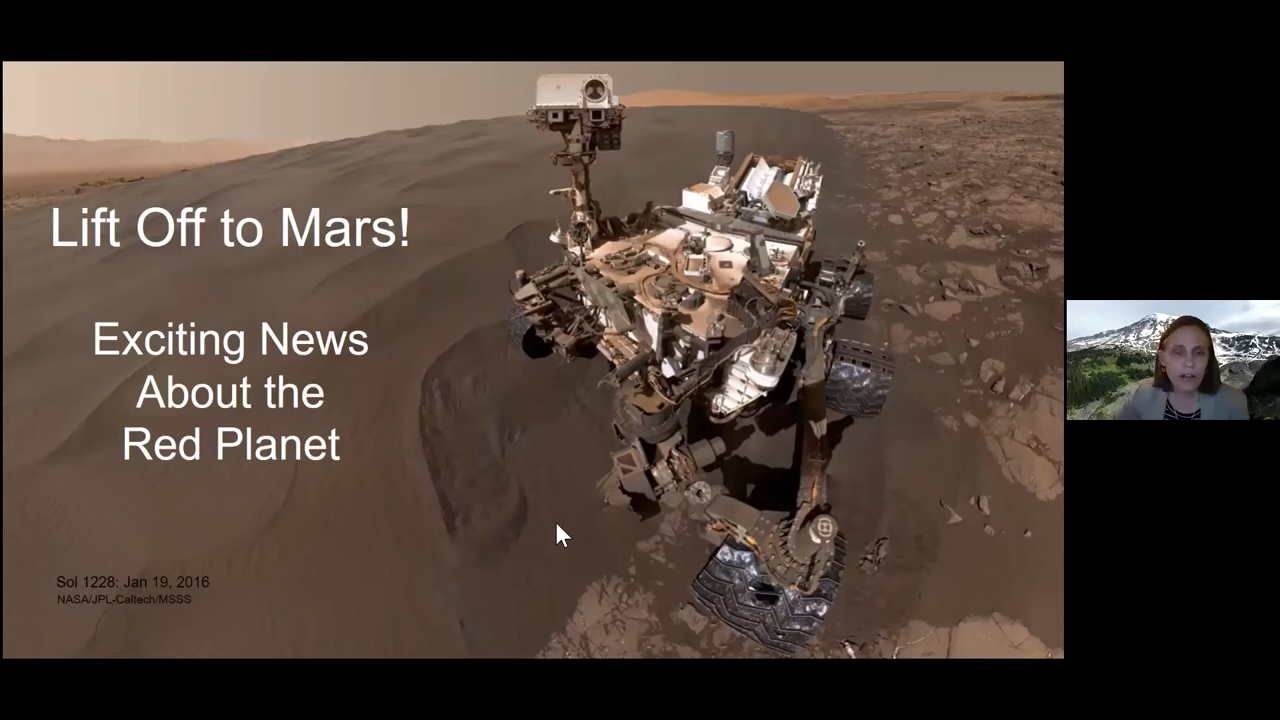 Lift Off to Mars!
Exciting News
About the
Red Planet
Sol 1228: Jan 19, 2016
NASA/JPL-Caltech/MSSS